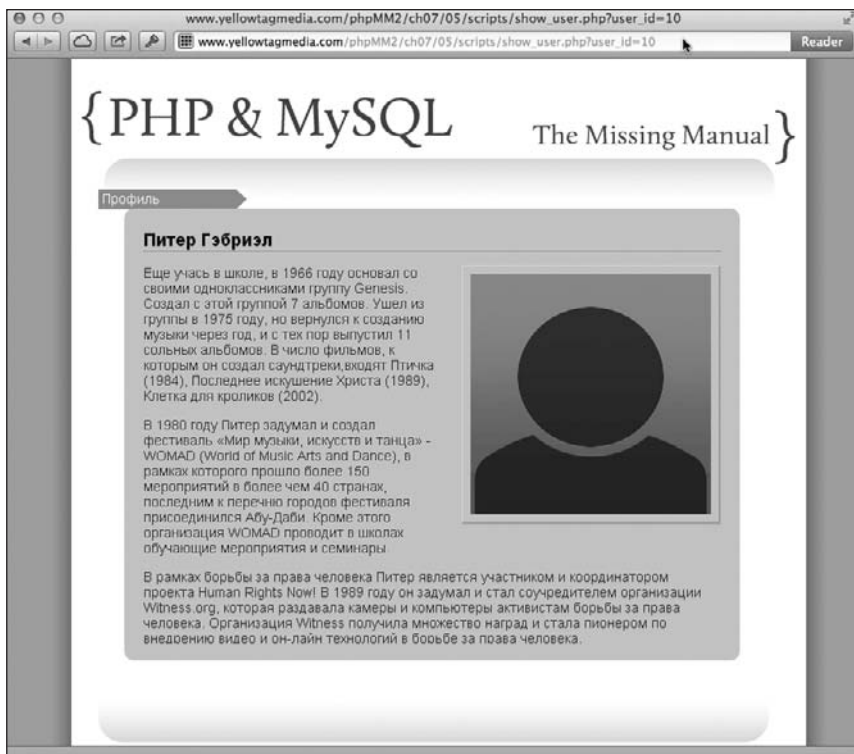 www.yellowtagmedia.com/phpMM2/ch07/05/scripts/show_user.php?user_id=10
www.yellowtagmedia.com/phpMM2/ch07/05/scripts/show_user.php?user_id=10 Reader
{PHP & MySQL
The Missing Manual}
Профиль
Питер Гэбриэл
Еще учась в школе, в 1966 году основал со
своими одноклассниками группу Genesis.
Создал с этой группой 7 альбомов. Ушел из
группы в 1975 году, но вернулся к созданию
музыки через год, и с тех пор выпустил 11
сольных альбомов. В число фильмов, к
которым он создал саундтреки,входят Птичка
(1984), Последнее искушение Христа (1989),
Клетка для кроликов (2002).
В 1980 году Питер задумал и создал
фестиваль «Мир музыки, искусств и танца» -
WOMAD (World of Music Arts and Dance), в
рамках которого прошло более 150
мероприятий в более чем 40 странах,
последним к перечню городов фестиваля
присоединился Абу-Даби. Кроме этого
организация WOMAD проводит в школах
обучающие мероприятия и семинары.
В рамках борьбы за права человека Питер является участником и координатором
проекта Human Rights Now! В 1989 году он задумал и стал соучредителем организации
Witness.org, которая раздавала камеры и компьютеры активистам борьбы за права
человека. Организация Witness получила множество наград и стала пионером по
внедрению видео и он-лайн технологий в борьбе за права человека.